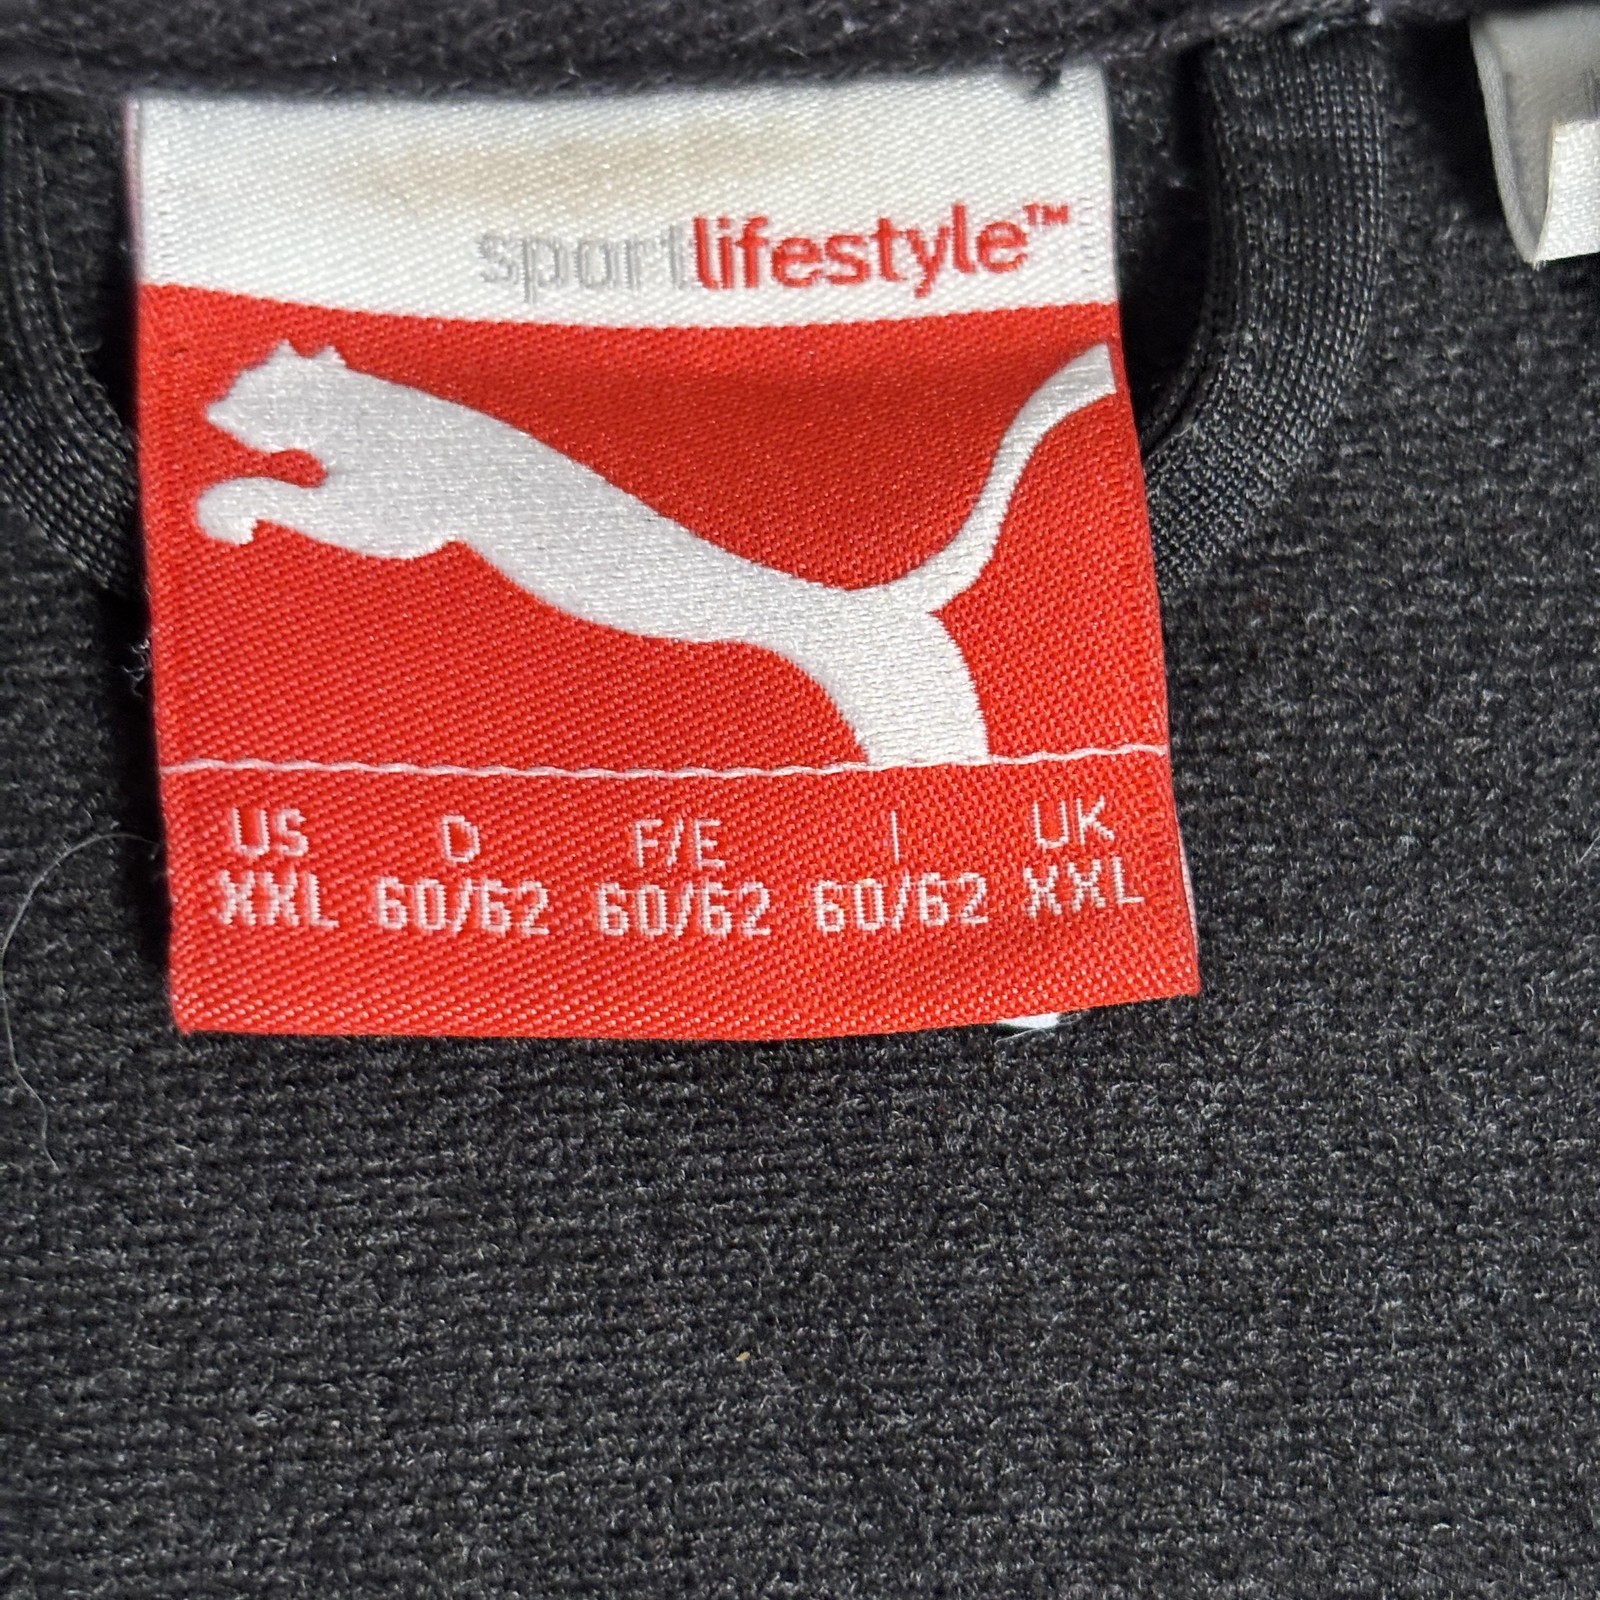 sportlifestyle™
US D F/E I UK
XXL 60/62 60/62 60/62 XXL